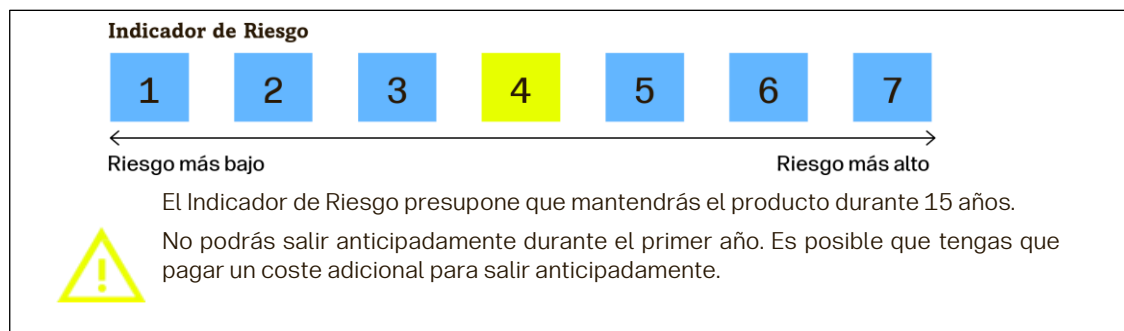 Indicador de Riesgo
1 2 3 4 5 6 7
Riesgo más bajo Riesgo más alto
El Indicador de Riesgo presupone que mantendrás el producto durante 15 años.
No podrás salir anticipadamente durante el primer año. Es posible que tengas que
pagar un coste adicional para salir anticipadamente.